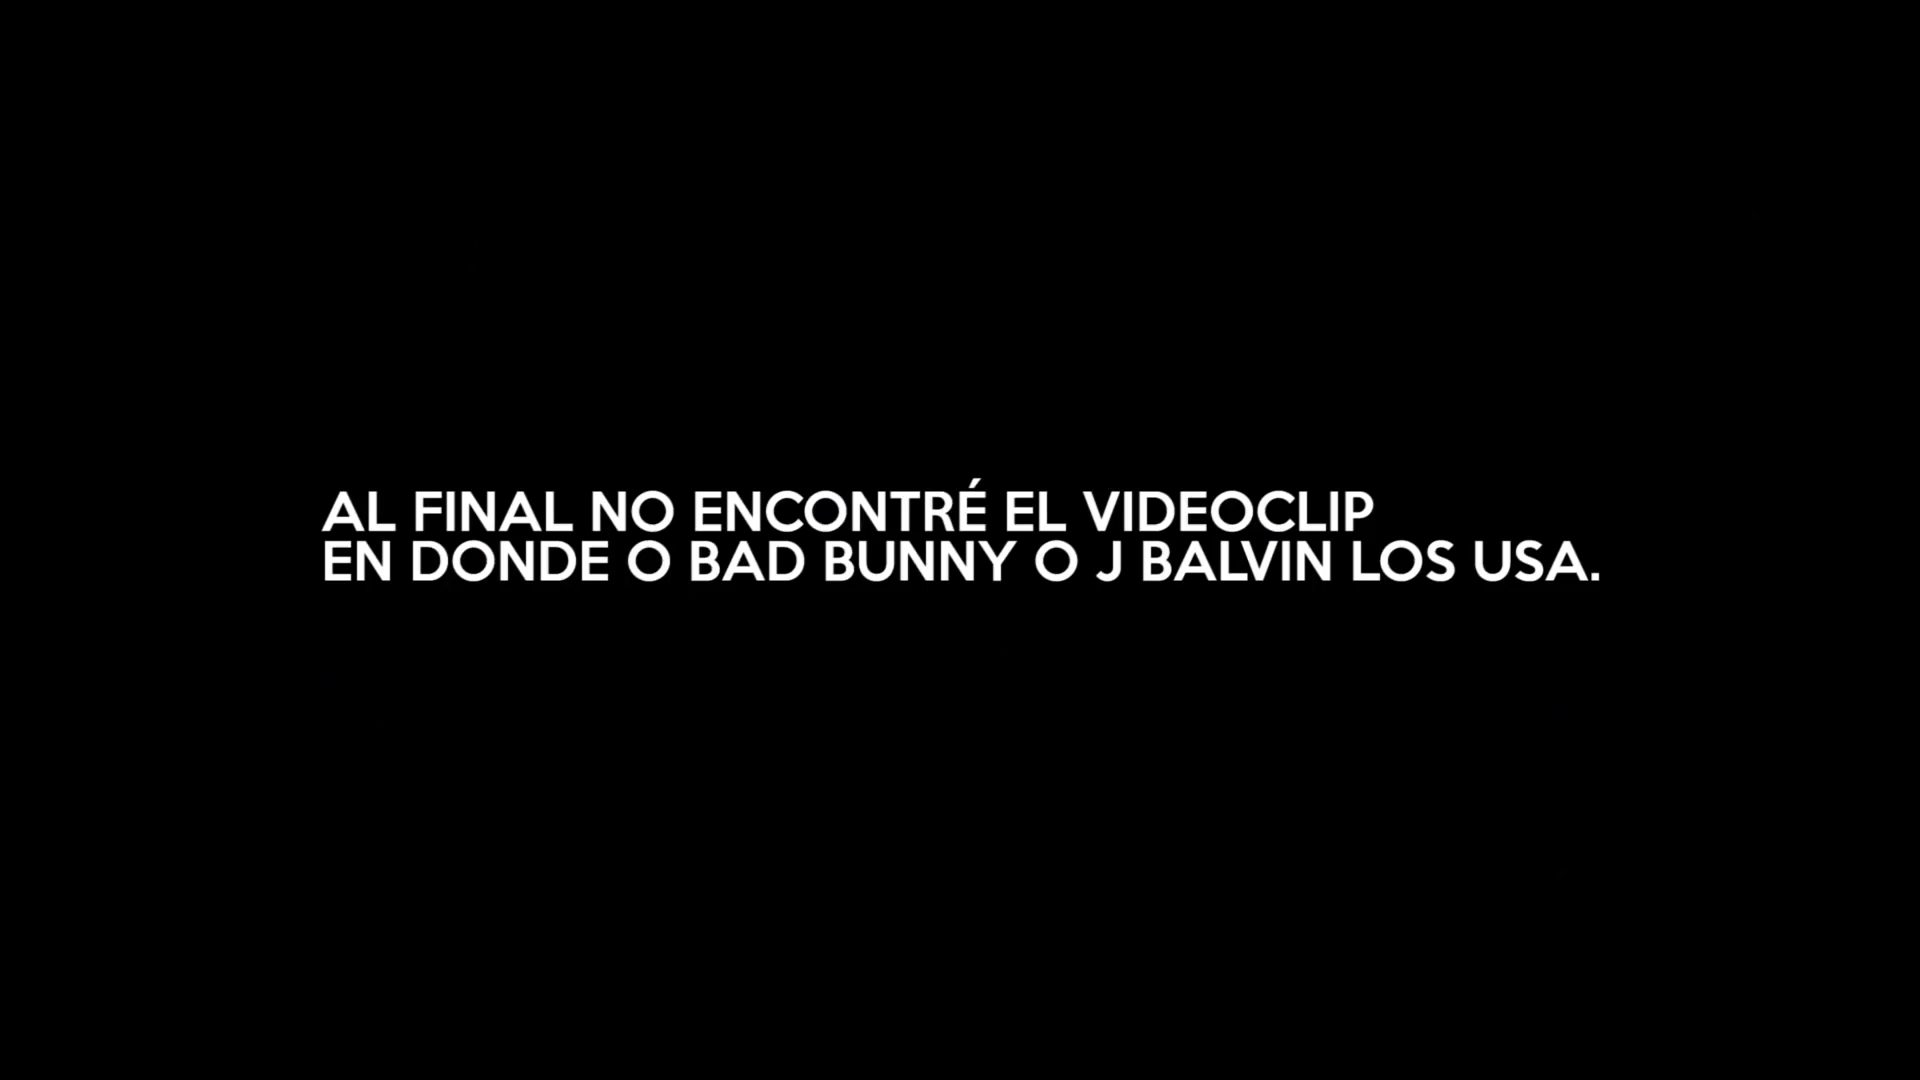 AL FINAL NO ENCONTRÉ EL VIDEOCLIP
EN DONDE O BAD BUNNY O J BALVIN LOS USA.